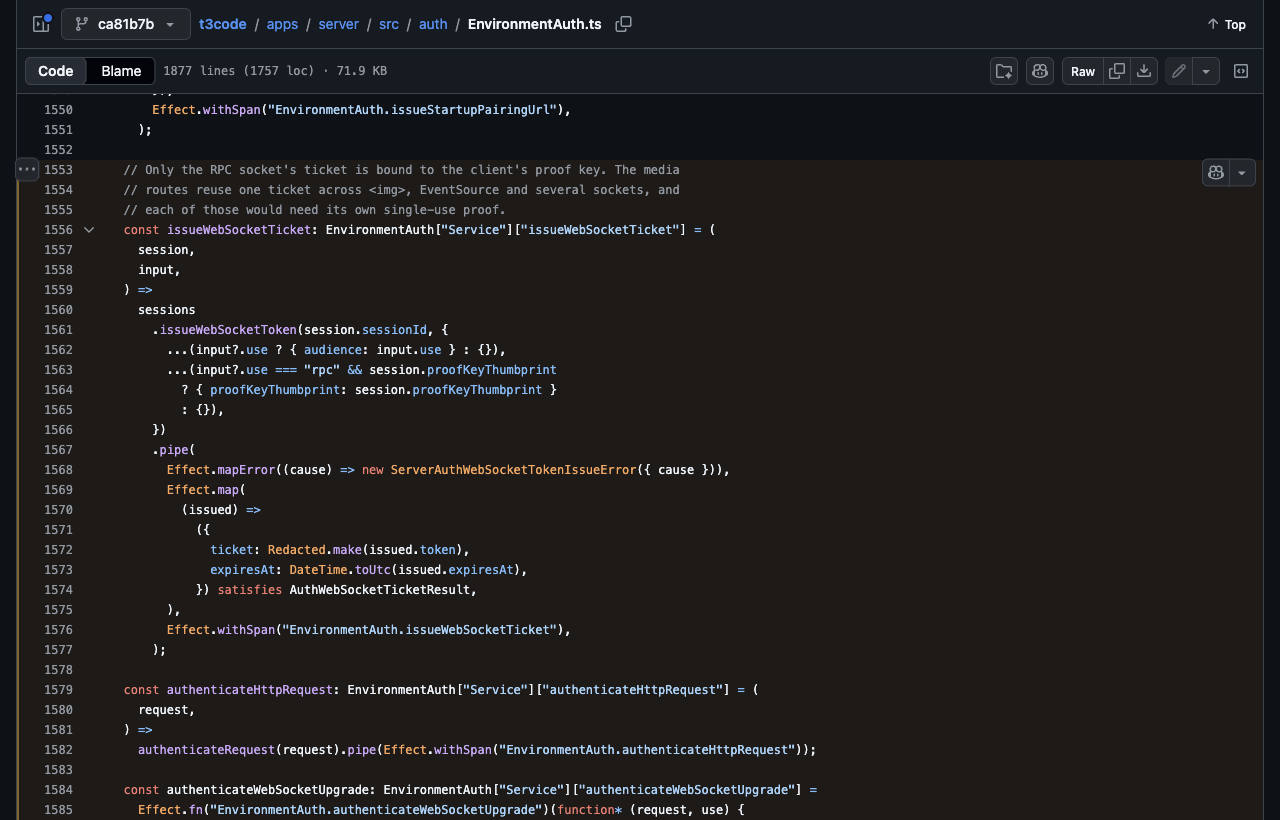 ca81b7b t3code / apps / server / src / auth / EnvironmentAuth.ts Top
Code Blame 1877 lines (1757 loc) · 71.9 KB Raw
1550 Effect.withSpan("EnvironmentAuth.issueStartupPairingUrl"),
1551 );
1552
1553 // Only the RPC socket's ticket is bound to the client's proof key. The media
1554 // routes reuse one ticket across <img>, EventSource and several sockets, and
1555 // each of those would need its own single-use proof.
1556 const issueWebSocketTicket: EnvironmentAuth["Service"]["issueWebSocketTicket"] = (
1557 session,
1558 input,
1559 ) =>
1560 sessions
1561 .issueWebSocketToken(session.sessionId, {
1562 ...(input?.use ? { audience: input.use } : {}),
1563 ...(input?.use === "rpc" && session.proofKeyThumbprint
1564 ? { proofKeyThumbprint: session.proofKeyThumbprint }
1565 : {}),
1566 })
1567 .pipe(
1568 Effect.mapError((cause) => new ServerAuthWebSocketTokenIssueError({ cause })),
1569 Effect.map(
1570 (issued) =>
1571 ({
1572 ticket: Redacted.make(issued.token),
1573 expiresAt: DateTime.toUtc(issued.expiresAt),
1574 }) satisfies AuthWebSocketTicketResult,
1575 ),
1576 Effect.withSpan("EnvironmentAuth.issueWebSocketTicket"),
1577 );
1578
1579 const authenticateHttpRequest: EnvironmentAuth["Service"]["authenticateHttpRequest"] = (
1580 request,
1581 ) =>
1582 authenticateRequest(request).pipe(Effect.withSpan("EnvironmentAuth.authenticateHttpRequest"));
1583
1584 const authenticateWebSocketUpgrade: EnvironmentAuth["Service"]["authenticateWebSocketUpgrade"] =
1585 Effect.fn("EnvironmentAuth.authenticateWebSocketUpgrade")(function* (request, use) {